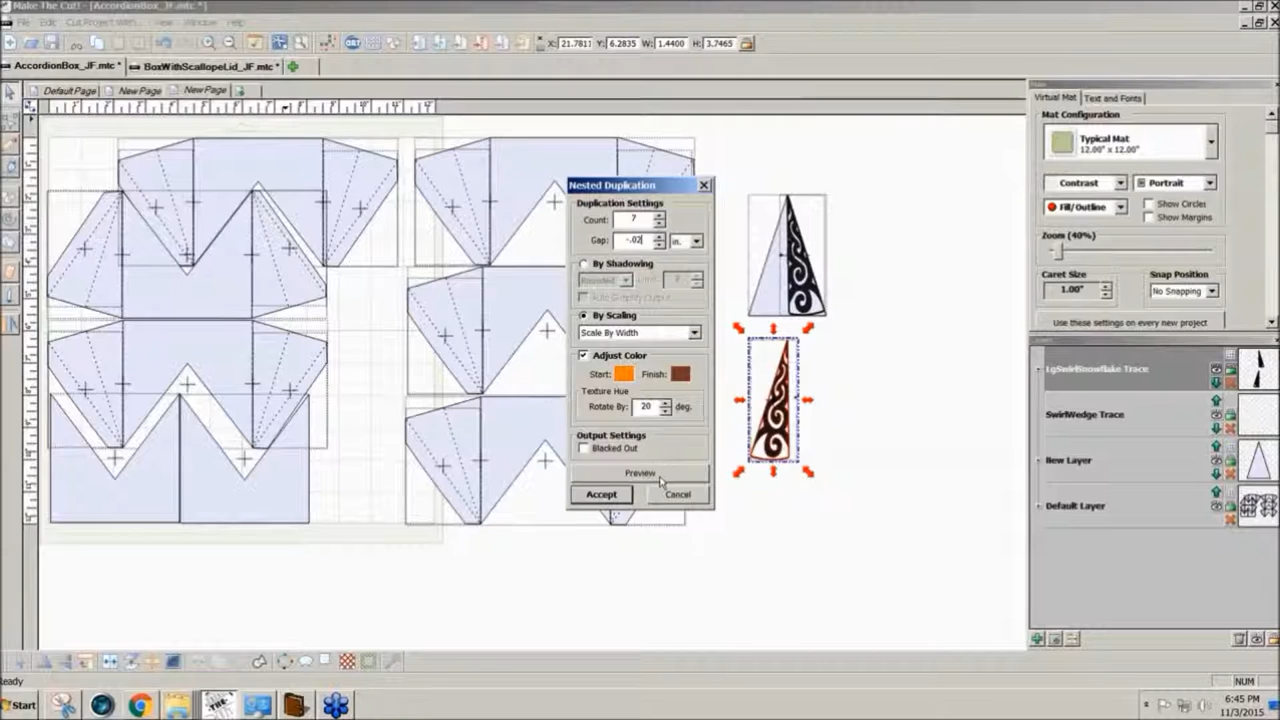 Make The Cut! - [AccordionBox_JF.mtc *]
File Edit Cut Project With... View Window Help
X: 21.7811 Y: 6.2835 W: 1.4400 H: 3.7465
AccordionBox_JF.mtc * BoxWithScallopeLid_JF.mtc *
Default Page New Page New Page
Nested Duplication
Duplication Settings
Count: 7
Gap: -.02 in.
By Shadowing
Rounded
Auto Simplify Output
By Scaling
Scale By Width
Adjust Color
Start: Finish:
Texture Hue
Rotate By: 20 deg.
Output Settings
Blacked Out
Preview
Accept Cancel
Virtual Mat Text and Fonts
Mat Configuration
Typical Mat
12.00" x 12.00"
Contrast Portrait
Fill/Outline Show Circles
Show Margins
Zoom (40%)
Caret Size Snap Position
1.00" No Snapping
Use these settings on every new project
LgSwirlSnowflake Trace
SwirlWedge Trace
New Layer
Default Layer
Ready
NUM
Start
6:45 PM
11/3/2015